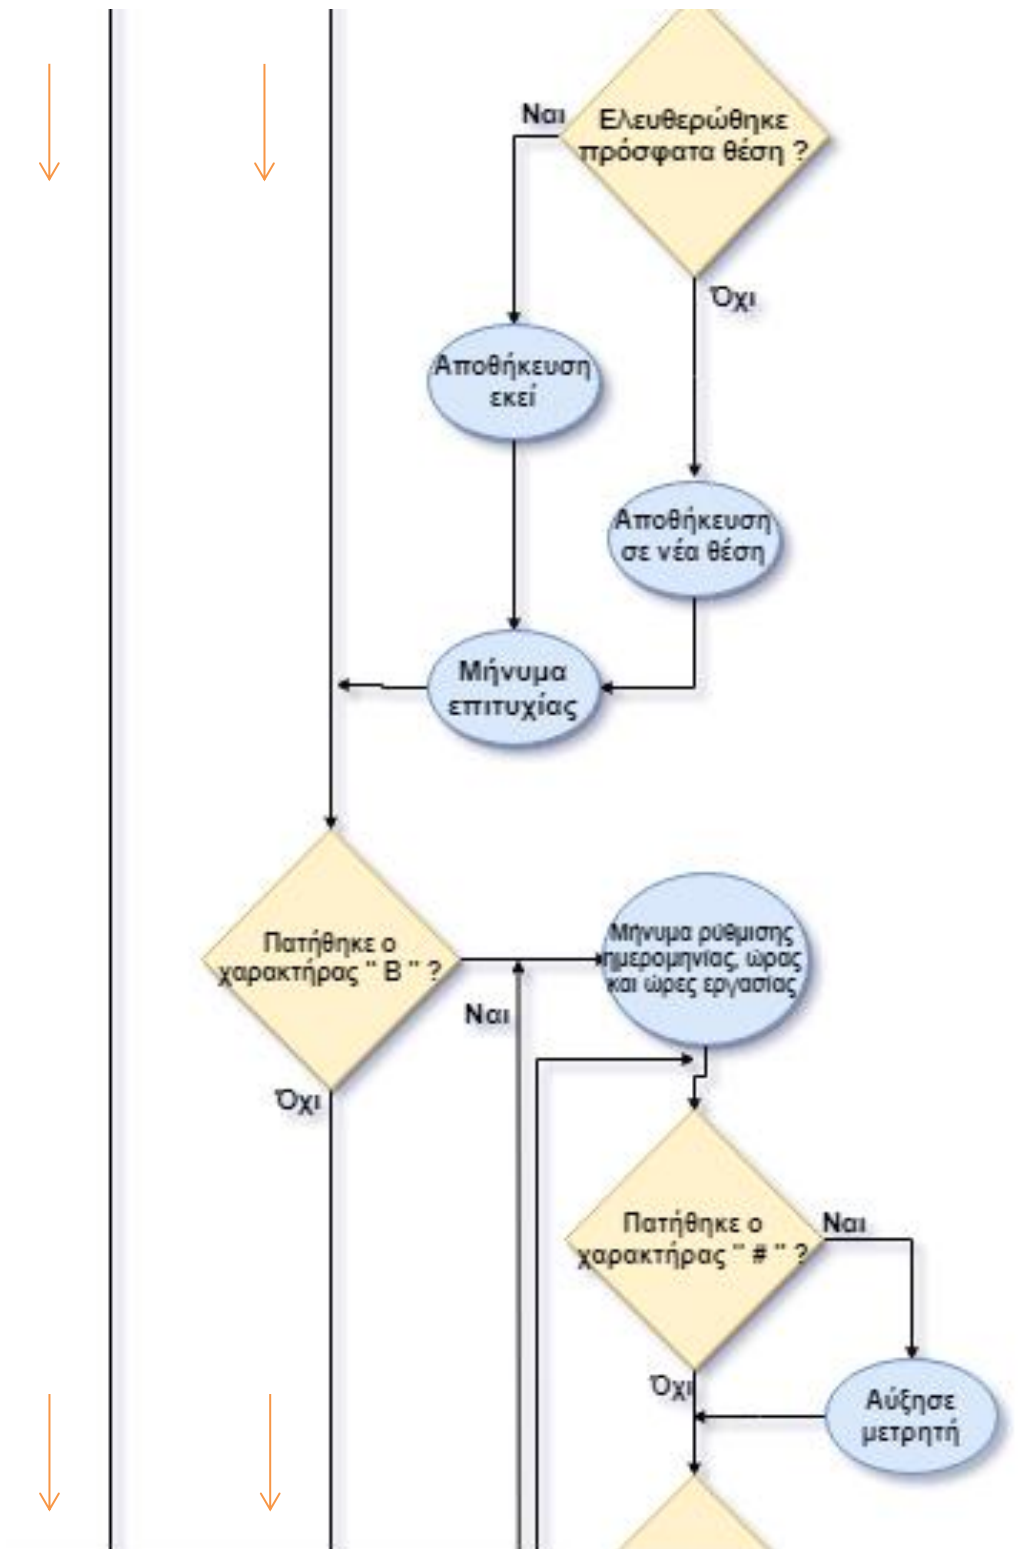 Ναι
Ελευθερώθηκε
πρόσφατα θέση ?
Όχι
Αποθήκευση
εκεί
Αποθήκευση
σε νέα θέση
Μήνυμα
επιτυχίας
Πατήθηκε ο
χαρακτήρας " Β " ?
Μήνυμα ρύθμισης
ημερομηνίας, ώρας
και ώρες εργασίας
Ναι
Όχι
Πατήθηκε ο
χαρακτήρας " # " ?
Ναι
Όχι
Αύξησε
μετρητή